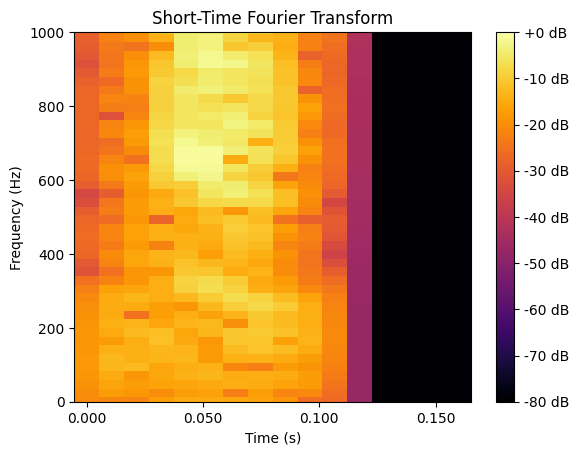 Short-Time Fourier Transform
1000
800
600
400
200
0
Frequency (Hz)
0.000
0.050
0.100
0.150
Time (s)
+0 dB
-10 dB
-20 dB
-30 dB
-40 dB
-50 dB
-60 dB
-70 dB
-80 dB